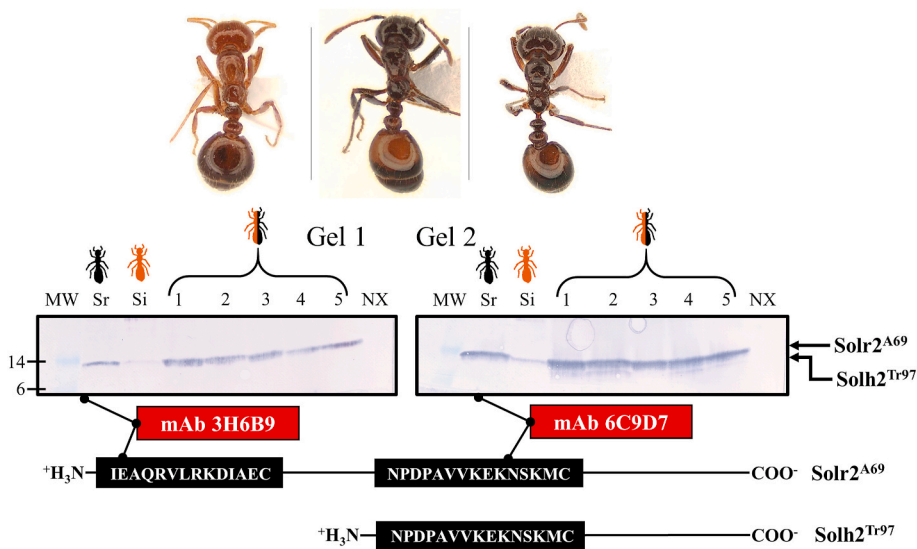 Gel 1
Gel 2
MW Sr Si 1 2 3 4 5 NX
MW Sr Si 1 2 3 4 5 NX
14
6
Solr2ᴬ⁶⁹
Solh2ᵀʳ⁹⁷
mAb 3H6B9
mAb 6C9D7
⁺H₃N IEAQRVLRKDIAEC NPDPAVVKEKNSKMC COO⁻ Solr2ᴬ⁶⁹
⁺H₃N NPDPAVVKEKNSKMC COO⁻ Solh2ᵀʳ⁹⁷